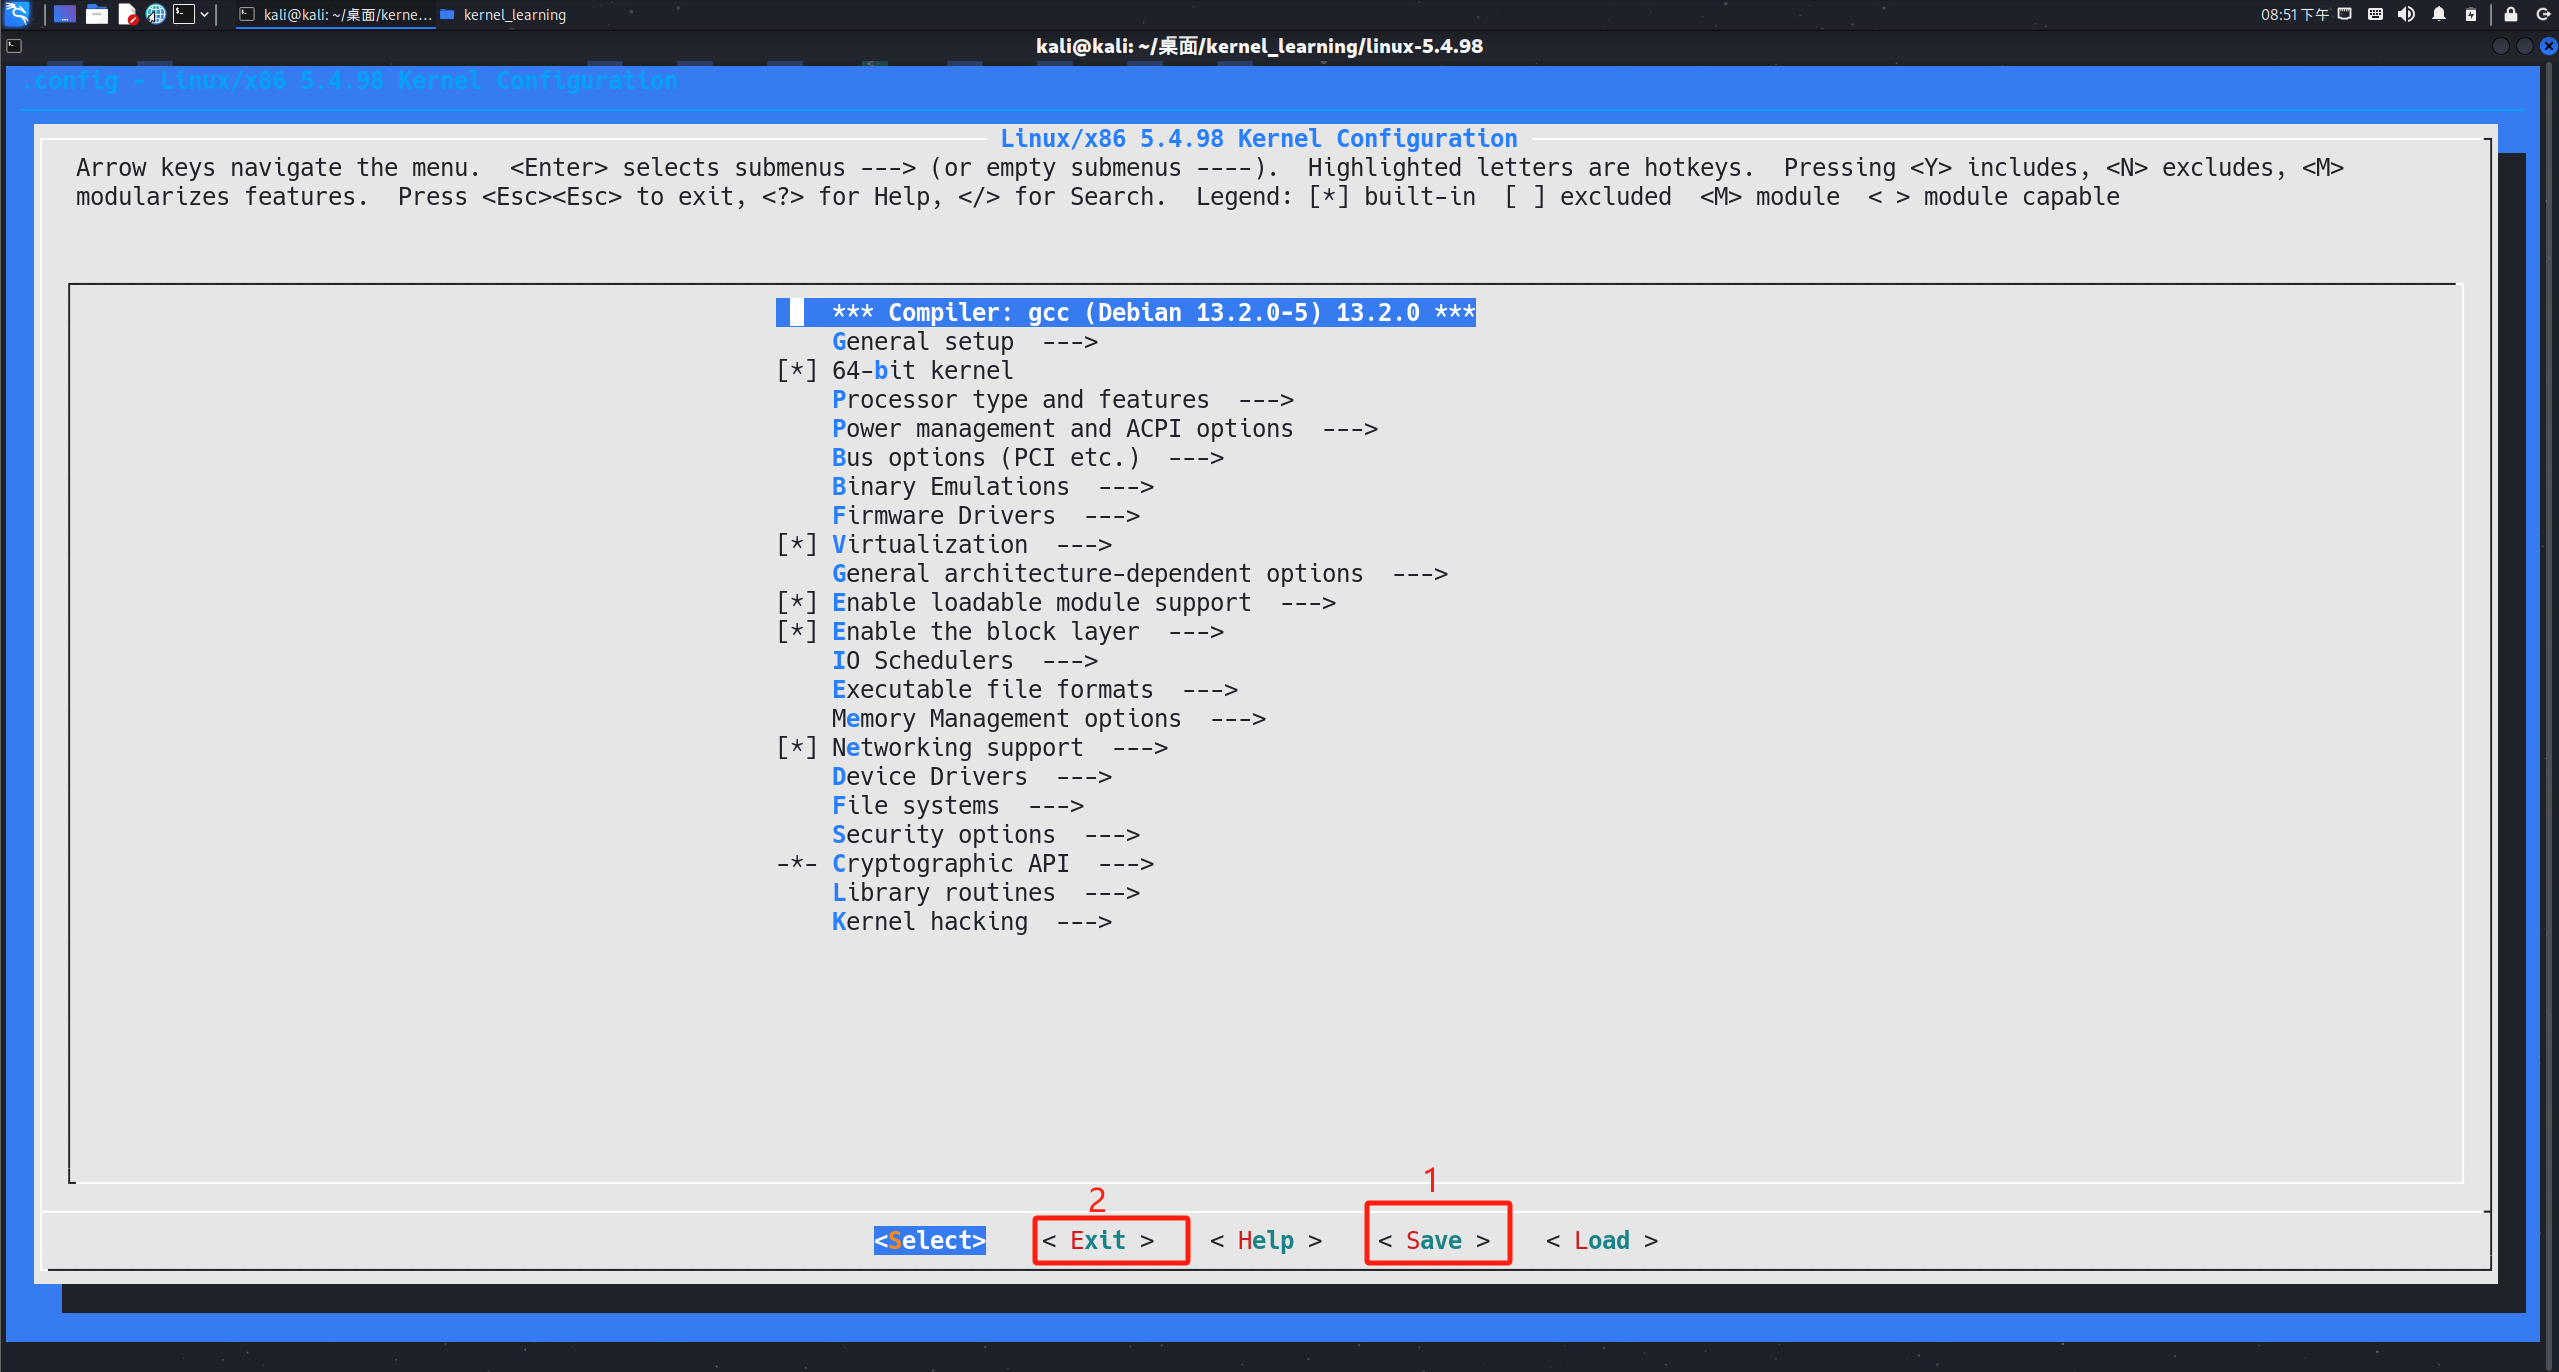 kali@kali: ~/桌面/kerne...
kernel_learning
08:51 下午
kali@kali: ~/桌面/kernel_learning/linux-5.4.98
.config - Linux/x86 5.4.98 Kernel Configuration
Linux/x86 5.4.98 Kernel Configuration
Arrow keys navigate the menu.  <Enter> selects submenus ---> (or empty submenus ----).  Highlighted letters are hotkeys.  Pressing <Y> includes, <N> excludes, <M>
modularizes features.  Press <Esc><Esc> to exit, <?> for Help, </> for Search.  Legend: [*] built-in  [ ] excluded  <M> module  < > module capable
*** Compiler: gcc (Debian 13.2.0-5) 13.2.0 ***
General setup  --->
[*] 64-bit kernel
Processor type and features  --->
Power management and ACPI options  --->
Bus options (PCI etc.)  --->
Binary Emulations  --->
Firmware Drivers  --->
[*] Virtualization  --->
General architecture-dependent options  --->
[*] Enable loadable module support  --->
[*] Enable the block layer  --->
IO Schedulers  --->
Executable file formats  --->
Memory Management options  --->
[*] Networking support  --->
Device Drivers  --->
File systems  --->
Security options  --->
-*- Cryptographic API  --->
Library routines  --->
Kernel hacking  --->
2
1
<Select>    < Exit >    < Help >    < Save >    < Load >